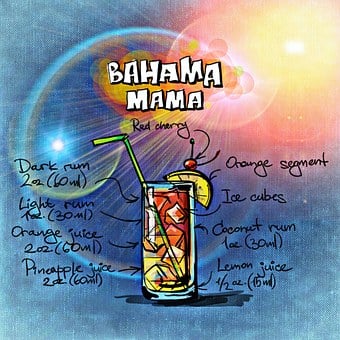 BAHAMA
MAMA
Red cherry
Dark rum
2oz (60ml)
Light rum
1oz. (30ml)
Orange juice
2oz (60ml)
Pineapple juice
2oz (60ml)
Orange segment
Ice cubes
Coconut rum
1oz (30ml)
Lemon juice
1/2 oz. (15ml)